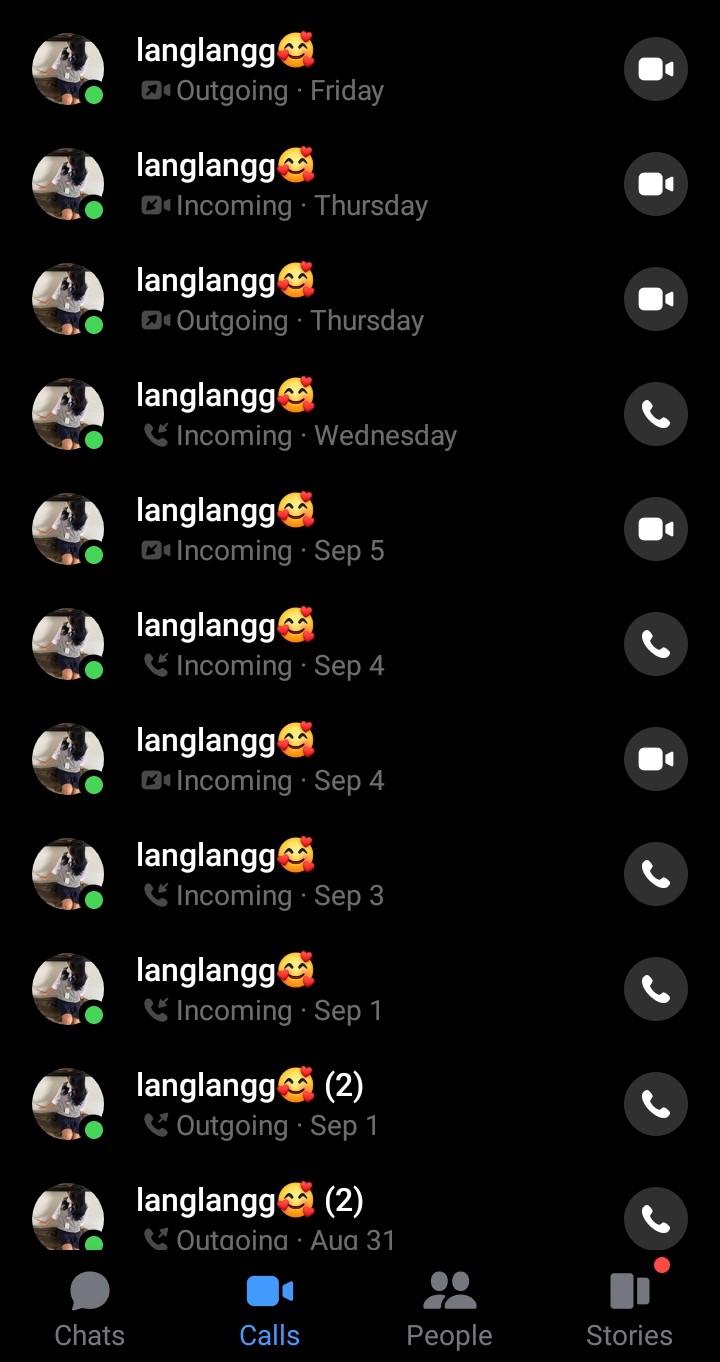 langlangg🥰
Outgoing · Friday
langlangg🥰
Incoming · Thursday
langlangg🥰
Outgoing · Thursday
langlangg🥰
Incoming · Wednesday
langlangg🥰
Incoming · Sep 5
langlangg🥰
Incoming · Sep 4
langlangg🥰
Incoming · Sep 4
langlangg🥰
Incoming · Sep 3
langlangg🥰
Incoming · Sep 1
langlangg🥰 (2)
Outgoing · Sep 1
langlangg🥰 (2)
Outgoing · Aug 31
Chats Calls People Stories